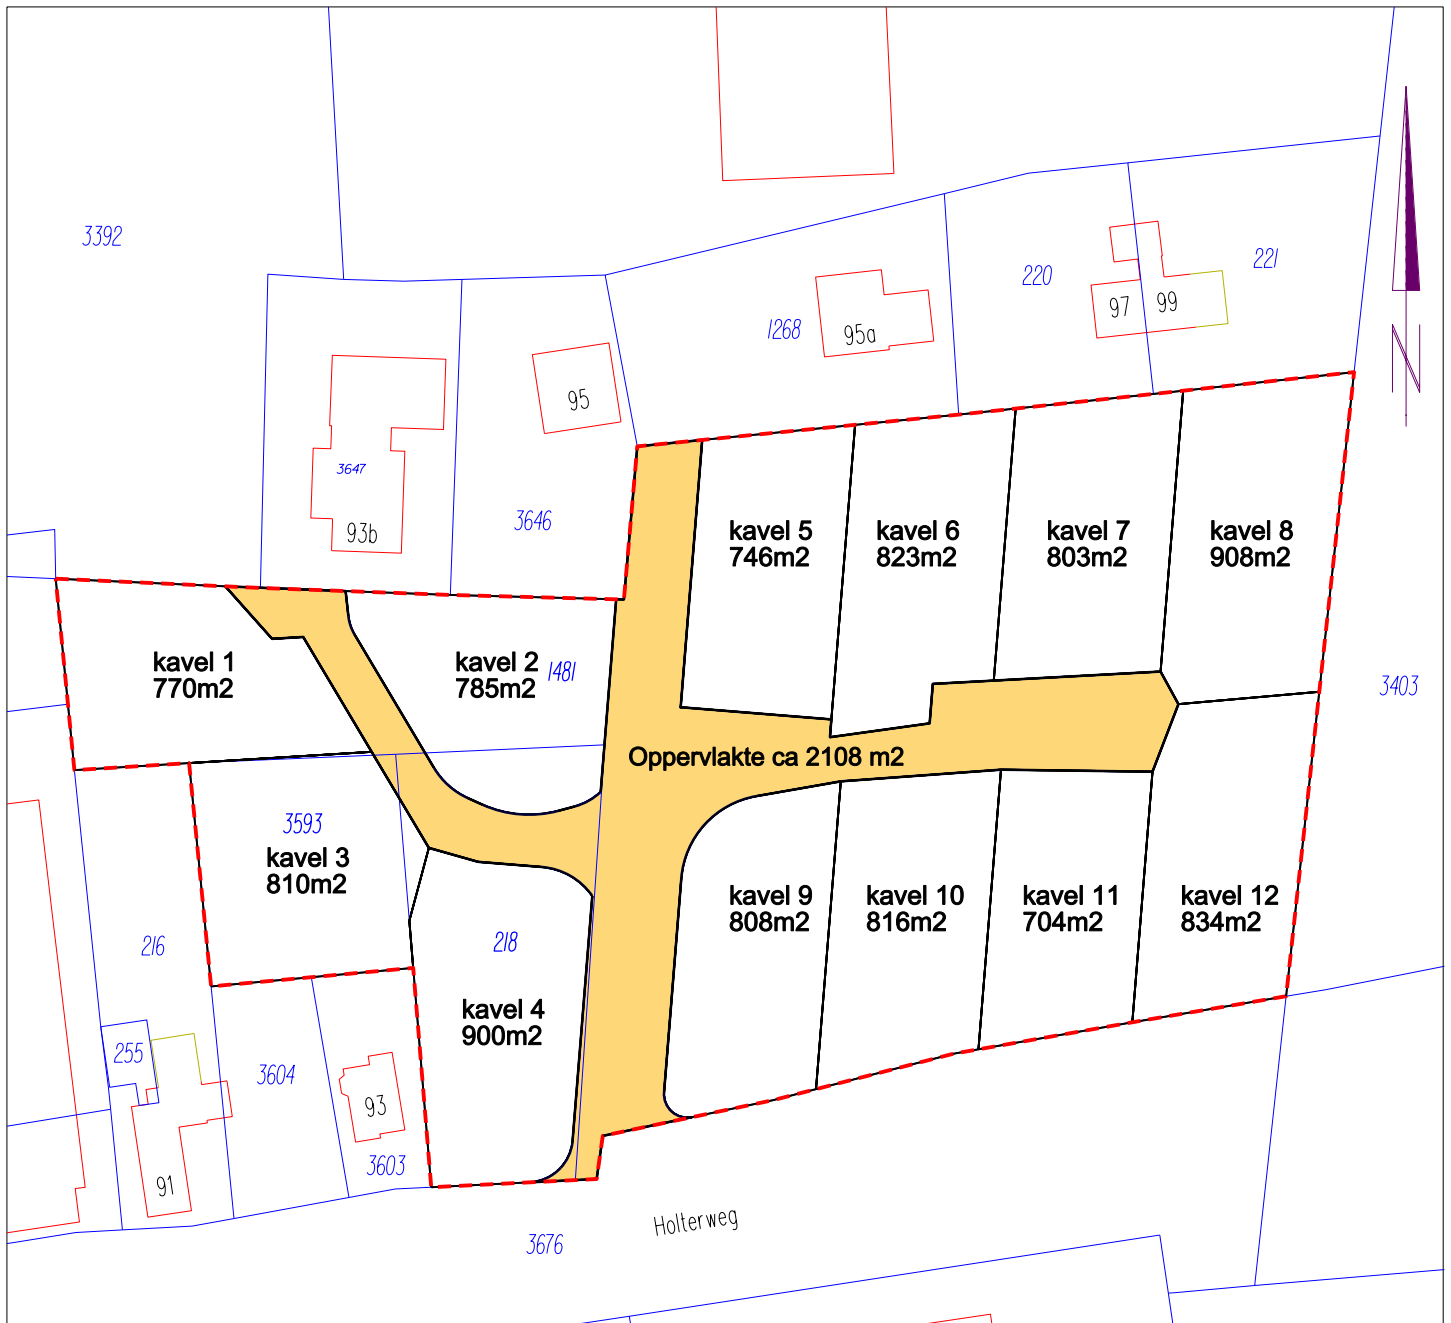 3392
221
220
97
99
1268
95a
95
3647
93b
3646
kavel 5
746m2
kavel 6
823m2
kavel 7
803m2
kavel 8
908m2
kavel 1
770m2
kavel 2
785m2
1481
3403
Oppervlakte ca 2108 m2
3593
kavel 3
810m2
kavel 9
808m2
kavel 10
816m2
kavel 11
704m2
kavel 12
834m2
216
218
kavel 4
900m2
255
3604
93
3603
91
Holterweg
3676
N